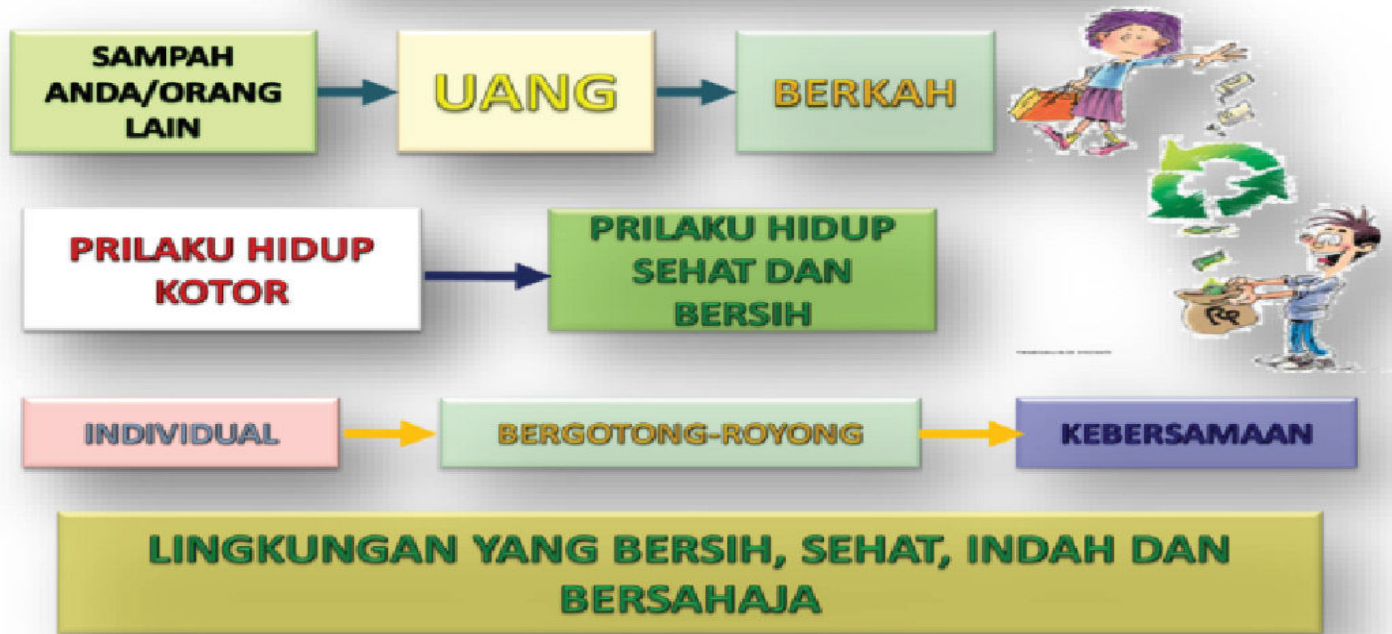 SAMPAH
ANDA/ORANG
LAIN
UANG
BERKAH
PRILAKU HIDUP
KOTOR
PRILAKU HIDUP
SEHAT DAN
BERSIH
Rp
INDIVIDUAL
BERGOTONG-ROYONG
KEBERSAMAAN
LINGKUNGAN YANG BERSIH, SEHAT, INDAH DAN
BERSAHAJA